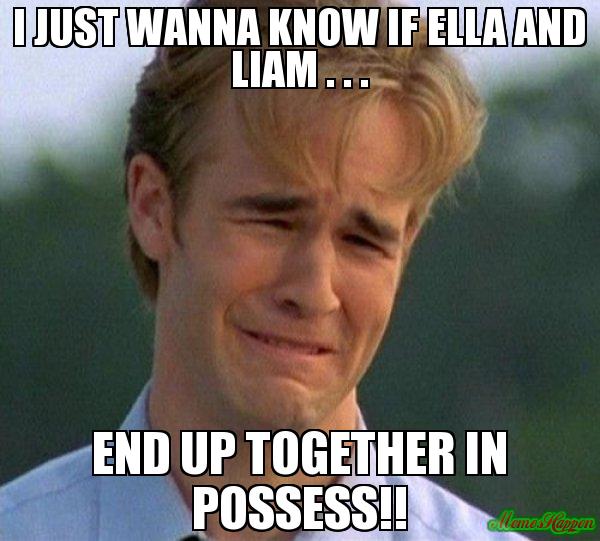 I JUST WANNA KNOW IF ELLA AND
LIAM . . .
END UP TOGETHER IN
POSSESS!!
MemesHappen